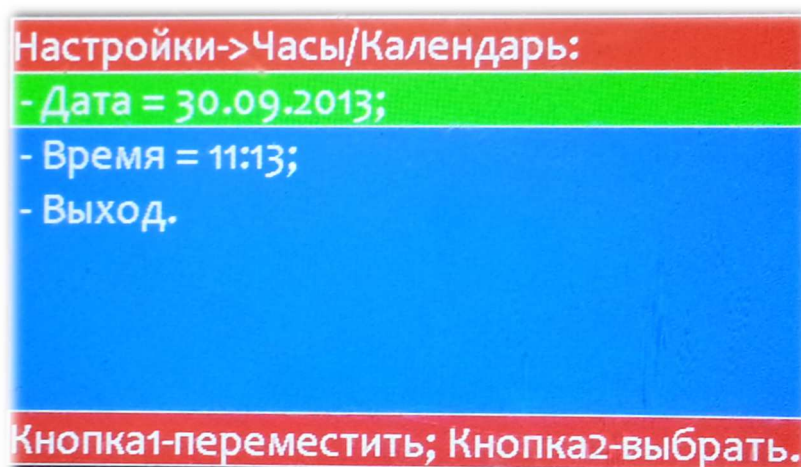 Настройки->Часы/Календарь:
- Дата = 30.09.2013;
- Время = 11:13;
- Выход.
Кнопка1-переместить; Кнопка2-выбрать.